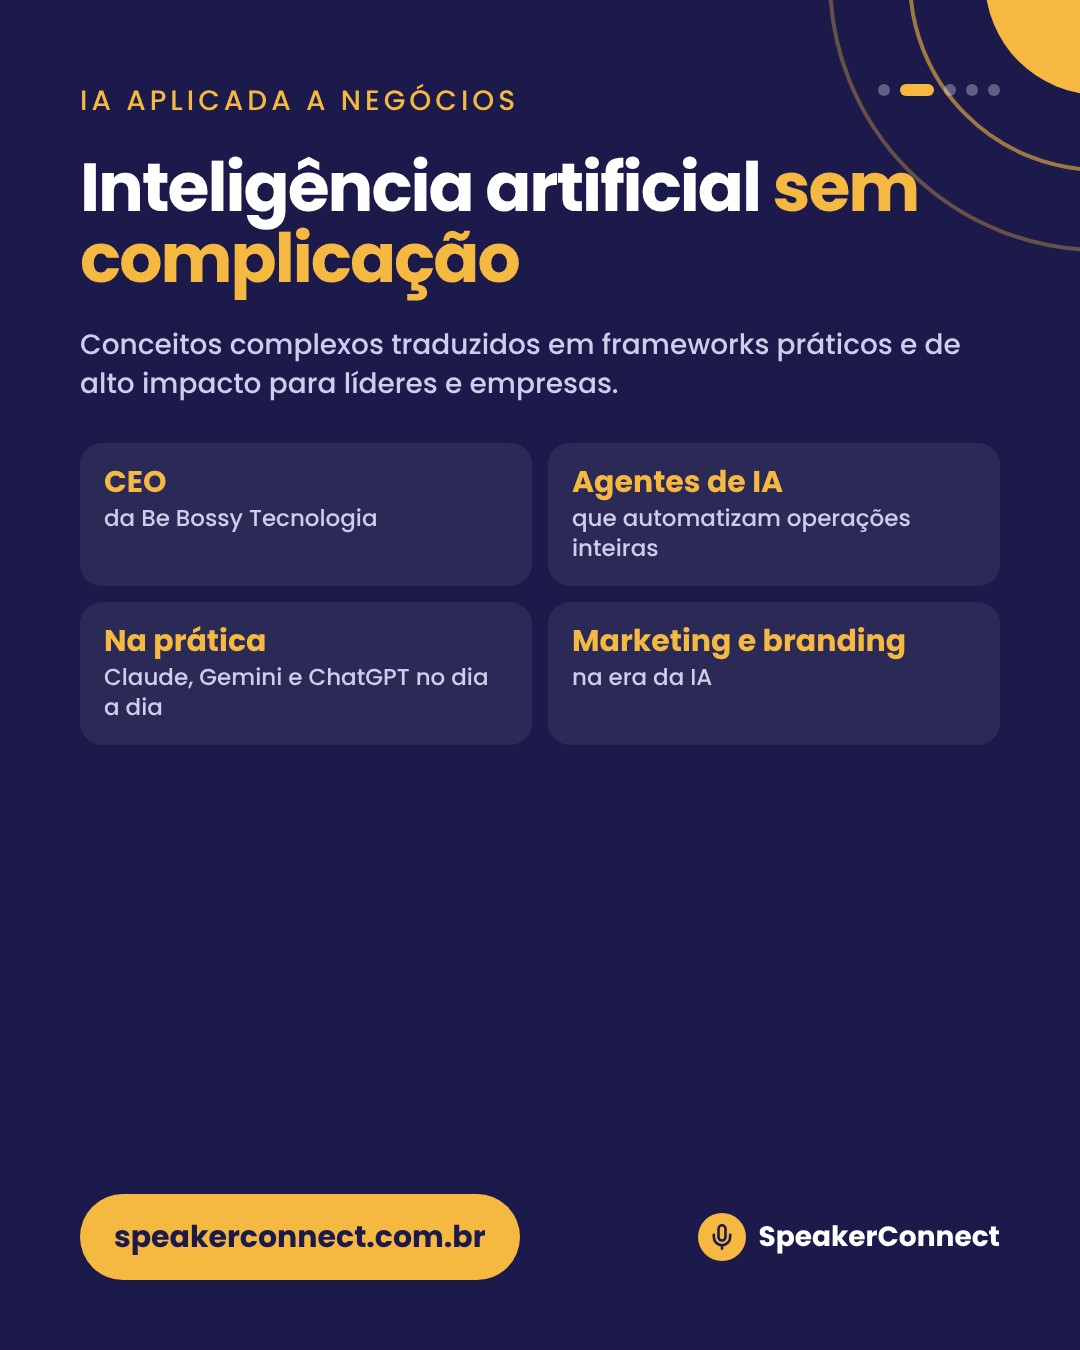 IA APLICADA A NEGÓCIOS
Inteligência artificial sem
complicação
Conceitos complexos traduzidos em frameworks práticos e de
alto impacto para líderes e empresas.
CEO
da Be Bossy Tecnologia
Agentes de IA
que automatizam operações
inteiras
Na prática
Claude, Gemini e ChatGPT no dia
a dia
Marketing e branding
na era da IA
speakerconnect.com.br
SpeakerConnect